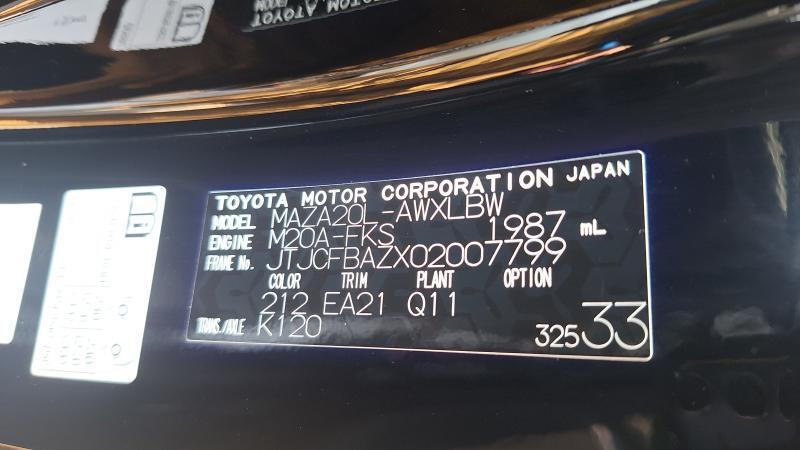 TOYOTA MOTOR CORPORATION JAPAN
MODEL MAZA20L-AWXLBW
ENGINE M20A-FKS 1987 mL
FRAME No. JTJCFBAZX02007799
COLOR TRIM PLANT OPTION
212 EA21 Q11
TRANS./AXLE K120
32533